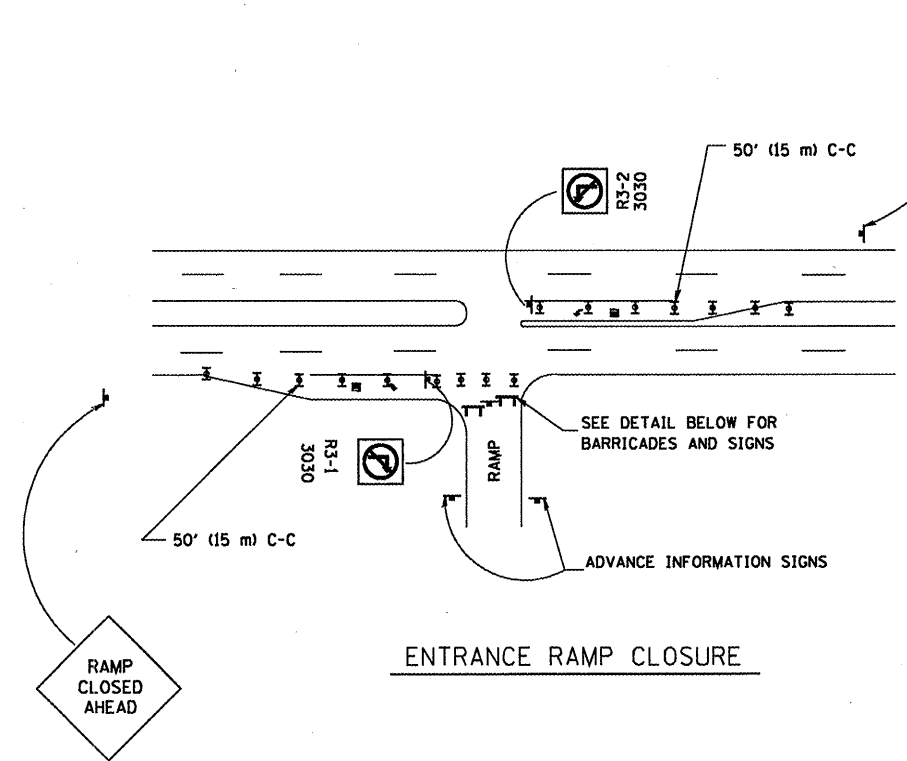 50' (15 m) C-C
R3-2
3030
SEE DETAIL BELOW FOR
BARRICADES AND SIGNS
R3-1
3030
RAMP
50' (15 m) C-C
ADVANCE INFORMATION SIGNS
ENTRANCE RAMP CLOSURE
RAMP
CLOSED
AHEAD